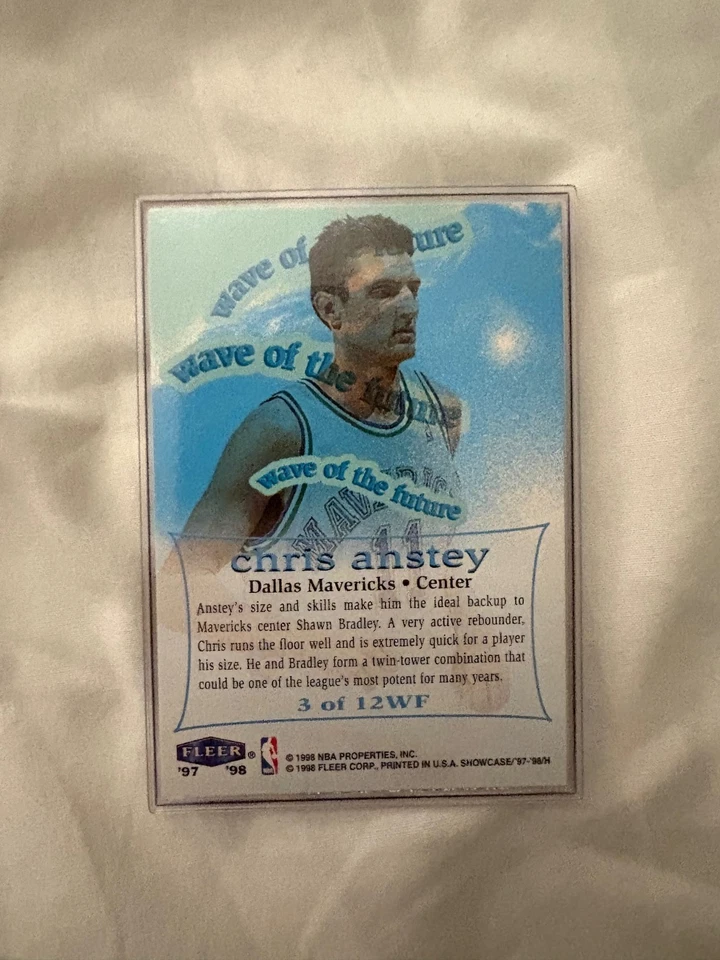 wave of ture
wave of the future
wave of the future
MAVERICKS
44
chris anstey
Dallas Mavericks • Center
Anstey's size and skills make him the ideal backup to
Mavericks center Shawn Bradley. A very active rebounder,
Chris runs the floor well and is extremely quick for a player
his size. He and Bradley form a twin-tower combination that
could be one of the league's most potent for many years.
3 of 12WF
FLEER®
'97 '98
© 1998 NBA PROPERTIES, INC.
© 1998 FLEER CORP., PRINTED IN U.S.A. SHOWCASE/'97-'98/H